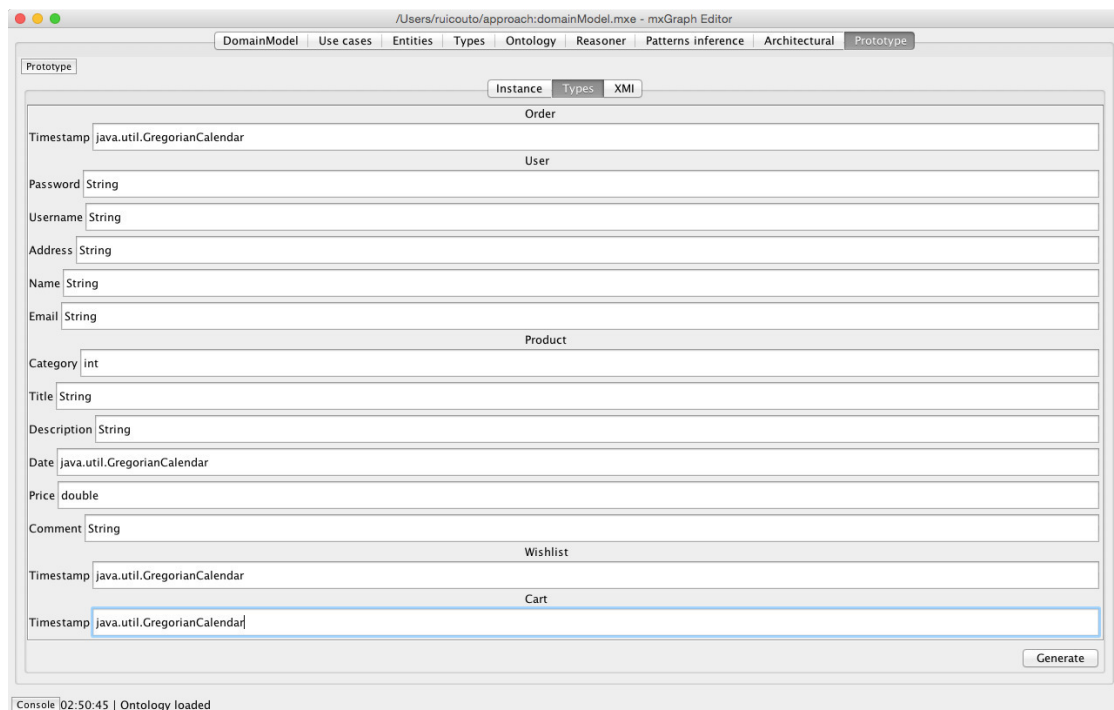 /Users/ruicouto/approach:domainModel.mxe - mxGraph Editor
DomainModel Use cases Entities Types Ontology Reasoner Patterns inference Architectural Prototype
Prototype
Instance Types XMI
Order
Timestamp java.util.GregorianCalendar
User
Password String
Username String
Address String
Name String
Email String
Product
Category int
Title String
Description String
Date java.util.GregorianCalendar
Price double
Comment String
Wishlist
Timestamp java.util.GregorianCalendar
Cart
Timestamp java.util.GregorianCalendar
Generate
Console 02:50:45 | Ontology loaded